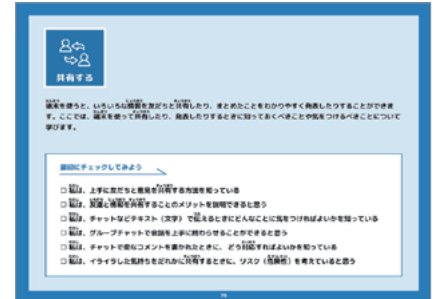 共有する
端末を使うと、いろいろな情報を友だちと共有したり、まとめたことをわかりやすく発表したりすることができま
す。ここでは、端末を使って共有したり、発表したりするときに知っておくべきことや気をつけるべきことについて
学びます。
最初にチェックしてみよう
□ 私は、上手に友だちと意見を共有する方法を知っている
□ 私は、友達と情報を共有することのメリットを説明できると思う
□ 私は、チャットなどテキスト（文字）で伝えるときにどんなことに気をつければよいかを知っている
□ 私は、グループチャットで会話を上手に終わらせることができると思う
□ 私は、チャットで変なコメントを書かれたときに、どう対応すればよいかを知っている
□ 私は、イライラした気持ちをだれかに共有するときに、リスク（危険性）を考えていると思う